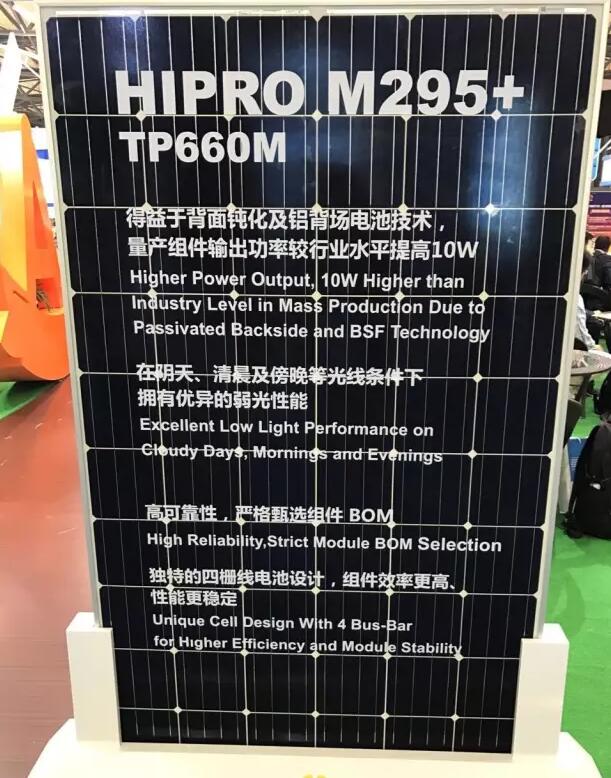 HIPRO M295+
TP660M
得益于背面钝化及铝背场电池技术，
量产组件输出功率较行业水平提高10W
Higher Power Output, 10W Higher than
Industry Level in Mass Production Due to
Passivated Backside and BSF Technology
在阴天、清晨及傍晚等光线条件下
拥有优异的弱光性能
Excellent Low Light Performance on
Cloudy Days, Mornings and Evenings
高可靠性，严格甄选组件 BOM
High Reliability,Strict Module BOM Selection
独特的四栅线电池设计，组件效率更高、
性能更稳定
Unique Cell Design With 4 Bus-Bar
for Higher Efficiency and Module Stability